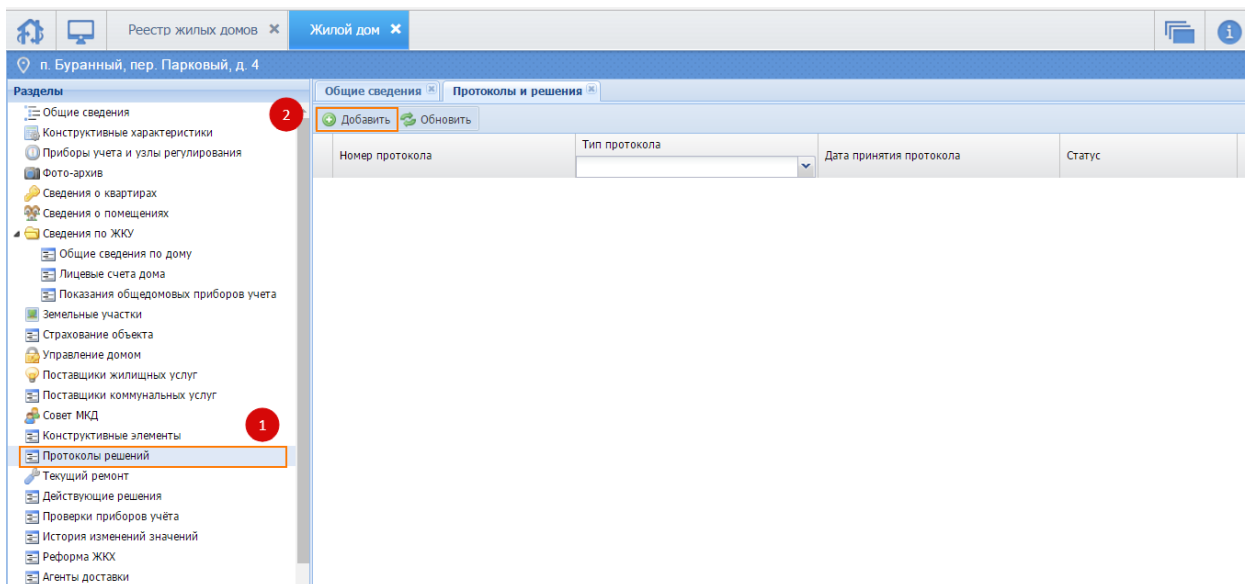 Реестр жилых домов
Жилой дом
п. Буранный, пер. Парковый, д. 4
Разделы
Общие сведения
Конструктивные характеристики
Приборы учета и узлы регулирования
Фото-архив
Сведения о квартирах
Сведения о помещениях
Сведения по ЖКУ
Общие сведения по дому
Лицевые счета дома
Показания общедомовых приборов учета
Земельные участки
Страхование объекта
Управление домом
Поставщики жилищных услуг
Поставщики коммунальных услуг
Совет МКД
1
Конструктивные элементы
Протоколы решений
Текущий ремонт
Действующие решения
Проверки приборов учёта
История изменений значений
Реформа ЖКХ
Агенты доставки
Общие сведения
Протоколы и решения
2
Добавить
Обновить
Номер протокола
Тип протокола
Дата принятия протокола
Статус